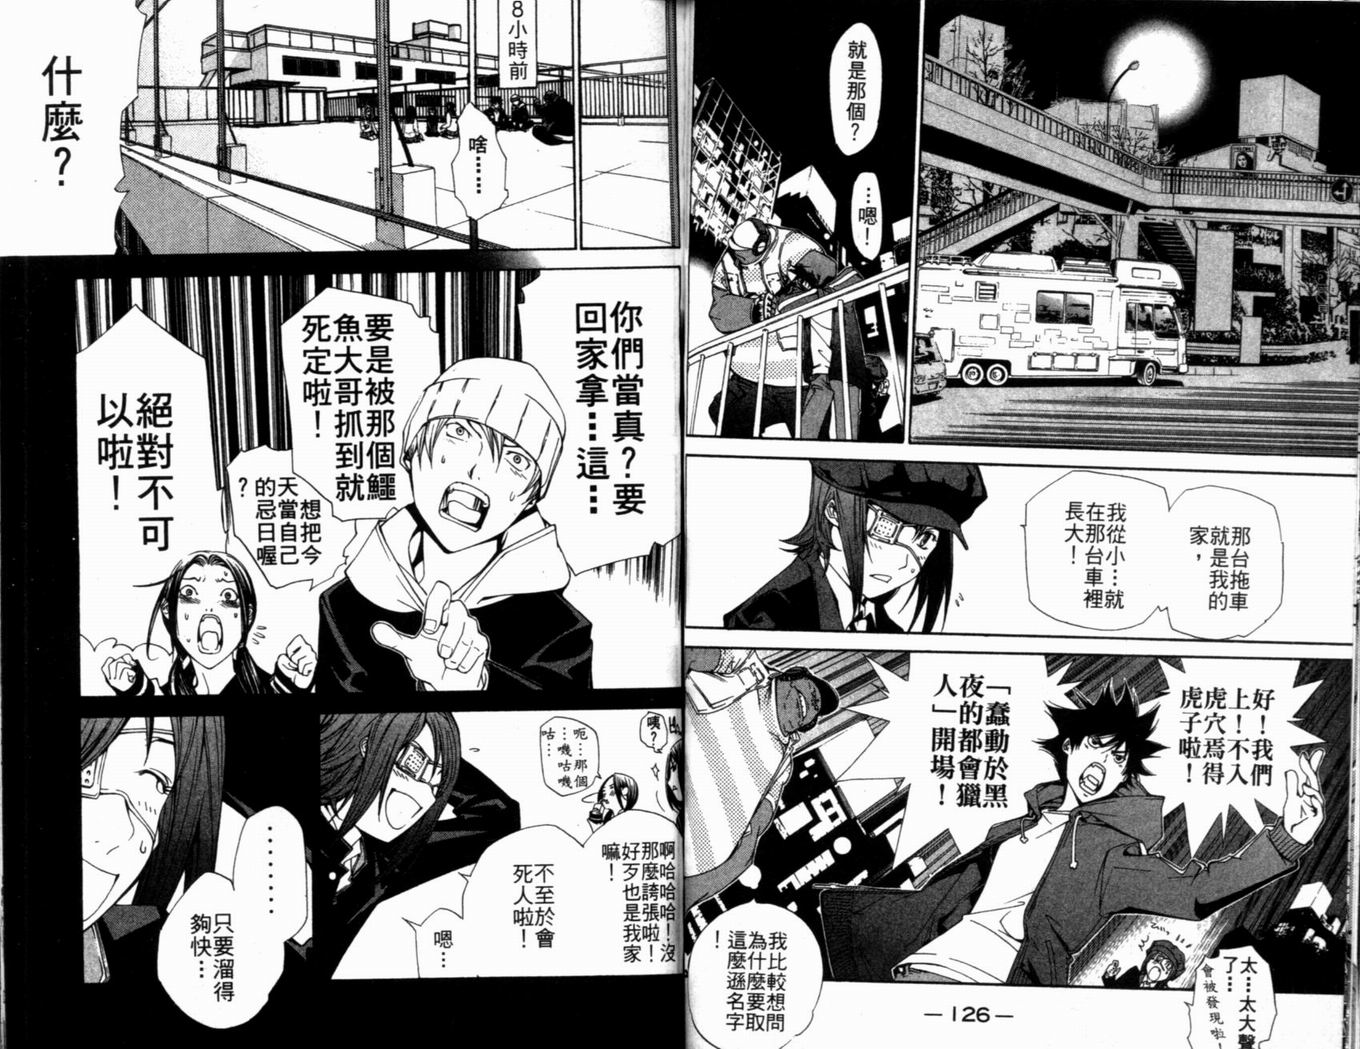 就是那個？
…嗯！
那台拖車
就是我的
家，
我從小…就
在那台車裡
長大！
好！我們
上！不入
虎穴焉得
虎子啦！
「蠢動於黑
夜的都會獵
人」開場！
太…太大聲
了…
會被發現啦！
我比較想問
為什麼要取
這麼遜名字
！
—126—
8小時前
啥………
什麼？
你們當真？要
回家拿…這…
要是被那個鱷
魚大哥抓到就
死定啦！
想把今
天當自己
的忌日喔
？
絕對不可
以啦！
咦？
呃…那個
…嘰咕嘰
咕…
啊哈哈哈！沒
那麼誇張啦！
好歹也是我家
嘛！
不至於會
死人啦！
嗯…
………
只要溜得
夠快…